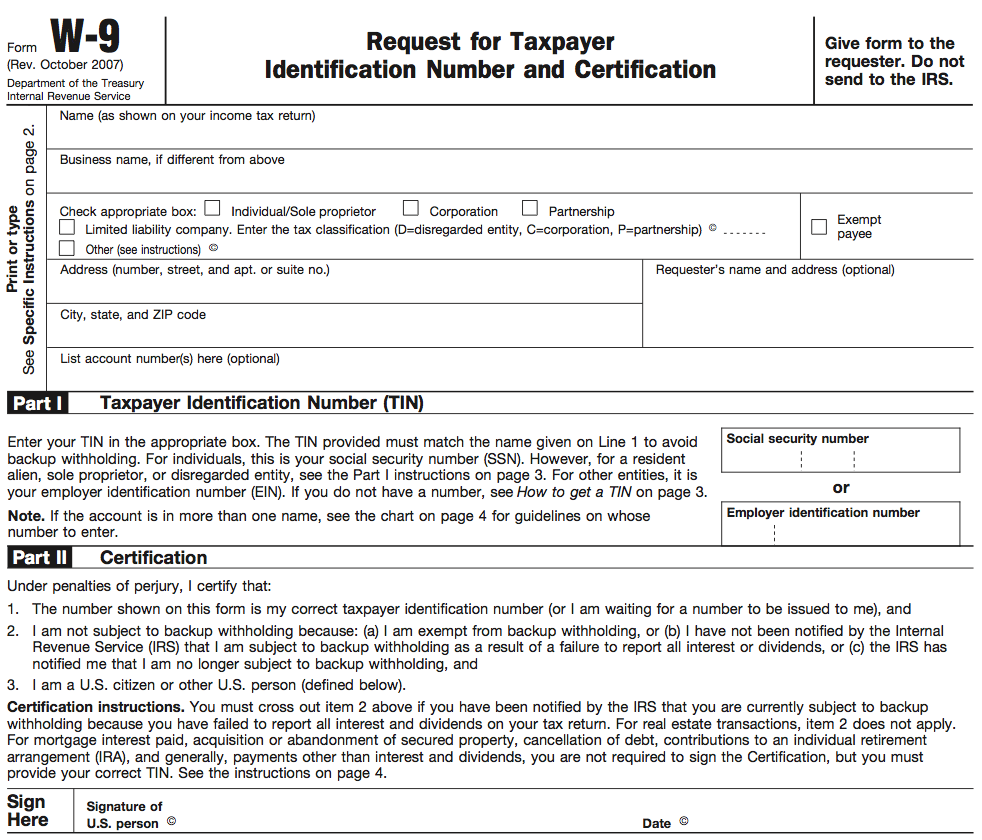 Form W-9
(Rev. October 2007)
Department of the Treasury
Internal Revenue Service
Request for Taxpayer
Identification Number and Certification
Give form to the
requester. Do not
send to the IRS.
Print or type
See Specific Instructions on page 2.
Name (as shown on your income tax return)
Business name, if different from above
Check appropriate box: Individual/Sole proprietor Corporation Partnership
Limited liability company. Enter the tax classification (D=disregarded entity, C=corporation, P=partnership) © .......
Other (see instructions) ©
Exempt
payee
Address (number, street, and apt. or suite no.)
Requester's name and address (optional)
City, state, and ZIP code
List account number(s) here (optional)
Part I Taxpayer Identification Number (TIN)
Enter your TIN in the appropriate box. The TIN provided must match the name given on Line 1 to avoid
backup withholding. For individuals, this is your social security number (SSN). However, for a resident
alien, sole proprietor, or disregarded entity, see the Part I instructions on page 3. For other entities, it is
your employer identification number (EIN). If you do not have a number, see How to get a TIN on page 3.
Note. If the account is in more than one name, see the chart on page 4 for guidelines on whose
number to enter.
Social security number
or
Employer identification number
Part II Certification
Under penalties of perjury, I certify that:
1. The number shown on this form is my correct taxpayer identification number (or I am waiting for a number to be issued to me), and
2. I am not subject to backup withholding because: (a) I am exempt from backup withholding, or (b) I have not been notified by the Internal
Revenue Service (IRS) that I am subject to backup withholding as a result of a failure to report all interest or dividends, or (c) the IRS has
notified me that I am no longer subject to backup withholding, and
3. I am a U.S. citizen or other U.S. person (defined below).
Certification instructions. You must cross out item 2 above if you have been notified by the IRS that you are currently subject to backup
withholding because you have failed to report all interest and dividends on your tax return. For real estate transactions, item 2 does not apply.
For mortgage interest paid, acquisition or abandonment of secured property, cancellation of debt, contributions to an individual retirement
arrangement (IRA), and generally, payments other than interest and dividends, you are not required to sign the Certification, but you must
provide your correct TIN. See the instructions on page 4.
Sign
Here
Signature of
U.S. person ©
Date ©